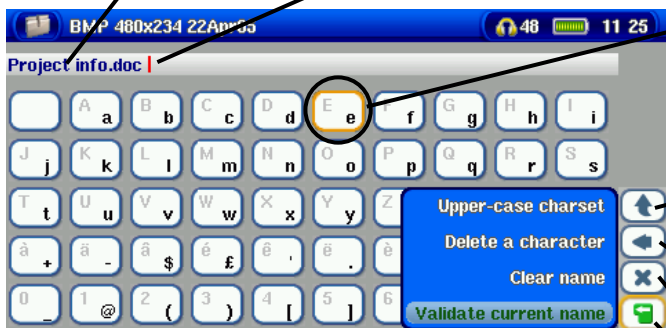 BMP 480x234 22Apr05 48 11 25
Project info.doc
A a B b C c D d E e F f G g H h I i
J j K k L l M m N n O o P p Q q R r S s
T t U u V v W w X x Y y Z Upper-case charset
à + ä - â $ é £ ê ' ë . è Delete a character
Clear name
0 _ 1 @ 2 ( 3 ) 4 [ 5 ] 6 Validate current name